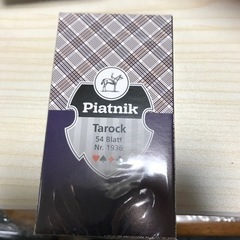 Piatnik
Tarock
54 Blatt
Nr. 1936